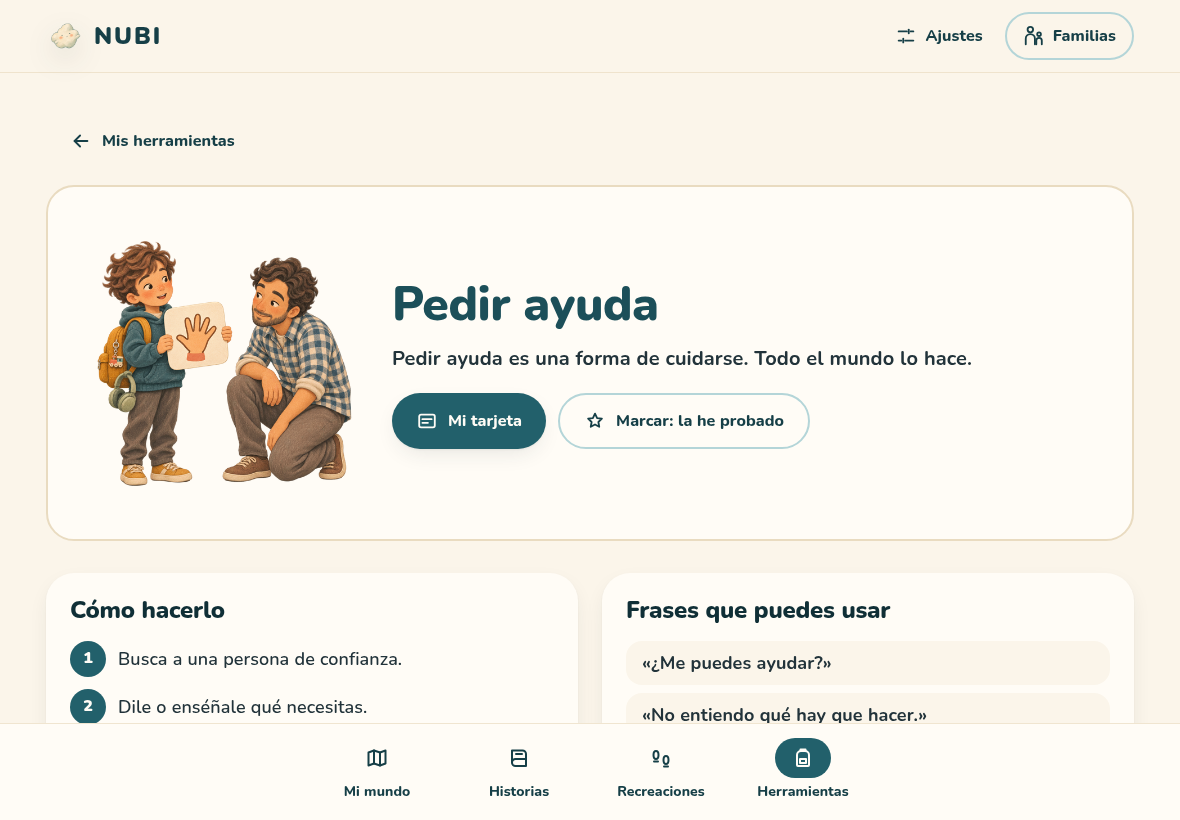 NUBI
Ajustes
Familias
Mis herramientas
Pedir ayuda
Pedir ayuda es una forma de cuidarse. Todo el mundo lo hace.
Mi tarjeta
Marcar: la he probado
Cómo hacerlo
1 Busca a una persona de confianza.
2 Dile o enséñale qué necesitas.
Frases que puedes usar
«¿Me puedes ayudar?»
«No entiendo qué hay que hacer.»
Mi mundo
Historias
Recreaciones
Herramientas